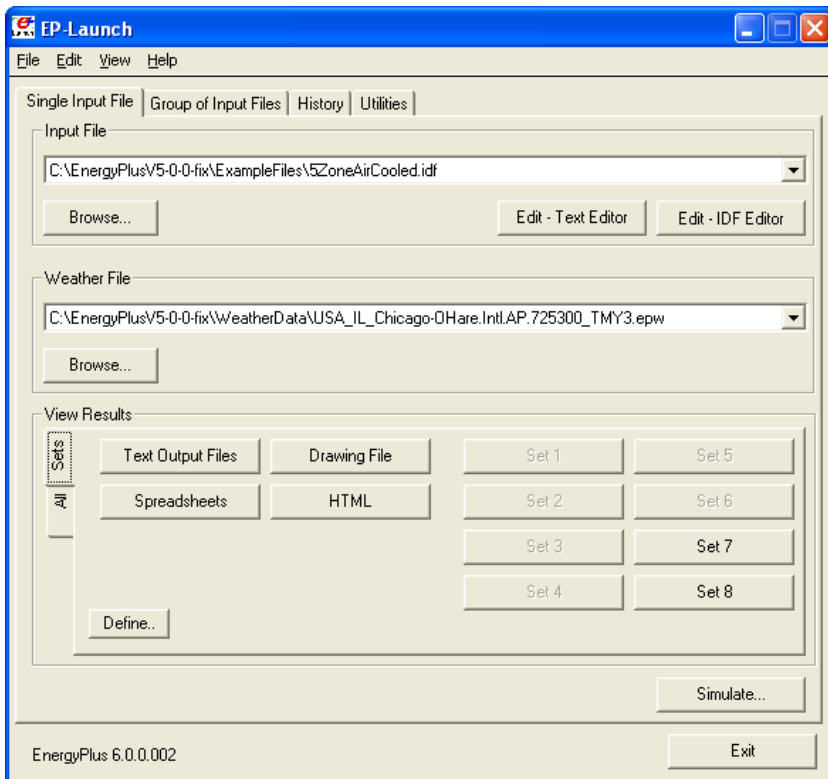 EP-Launch
File Edit View Help
Single Input File Group of Input Files History Utilities
Input File
C:\EnergyPlusV5-0-0-fix\ExampleFiles\5ZoneAirCooled.idf
Browse... Edit - Text Editor Edit - IDF Editor
Weather File
C:\EnergyPlusV5-0-0-fix\WeatherData\USA_IL_Chicago-OHare.Intl.AP.725300_TMY3.epw
Browse...
View Results
Sets
All
Text Output Files Drawing File Set 1 Set 5
Spreadsheets HTML Set 2 Set 6
Set 3 Set 7
Set 4 Set 8
Define..
Simulate...
EnergyPlus 6.0.0.002 Exit